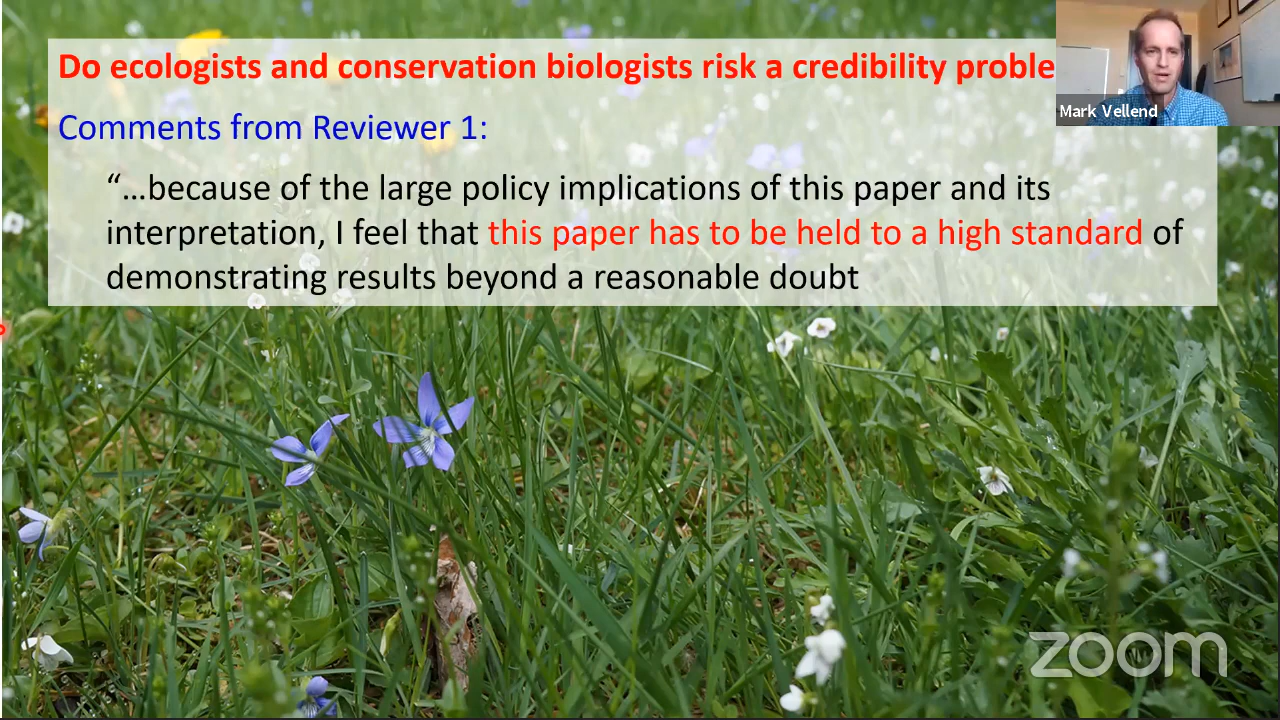 Do ecologists and conservation biologists risk a credibility proble
Mark Vellend
Comments from Reviewer 1:
“…because of the large policy implications of this paper and its
interpretation, I feel that this paper has to be held to a high standard of
demonstrating results beyond a reasonable doubt
zoom